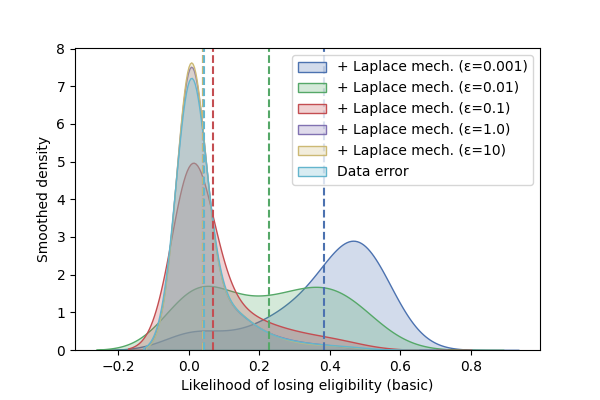 8
7
6
5
4
3
2
1
0
Smoothed density
+ Laplace mech. (ε=0.001)
+ Laplace mech. (ε=0.01)
+ Laplace mech. (ε=0.1)
+ Laplace mech. (ε=1.0)
+ Laplace mech. (ε=10)
Data error
−0.2 0.0 0.2 0.4 0.6 0.8
Likelihood of losing eligibility (basic)